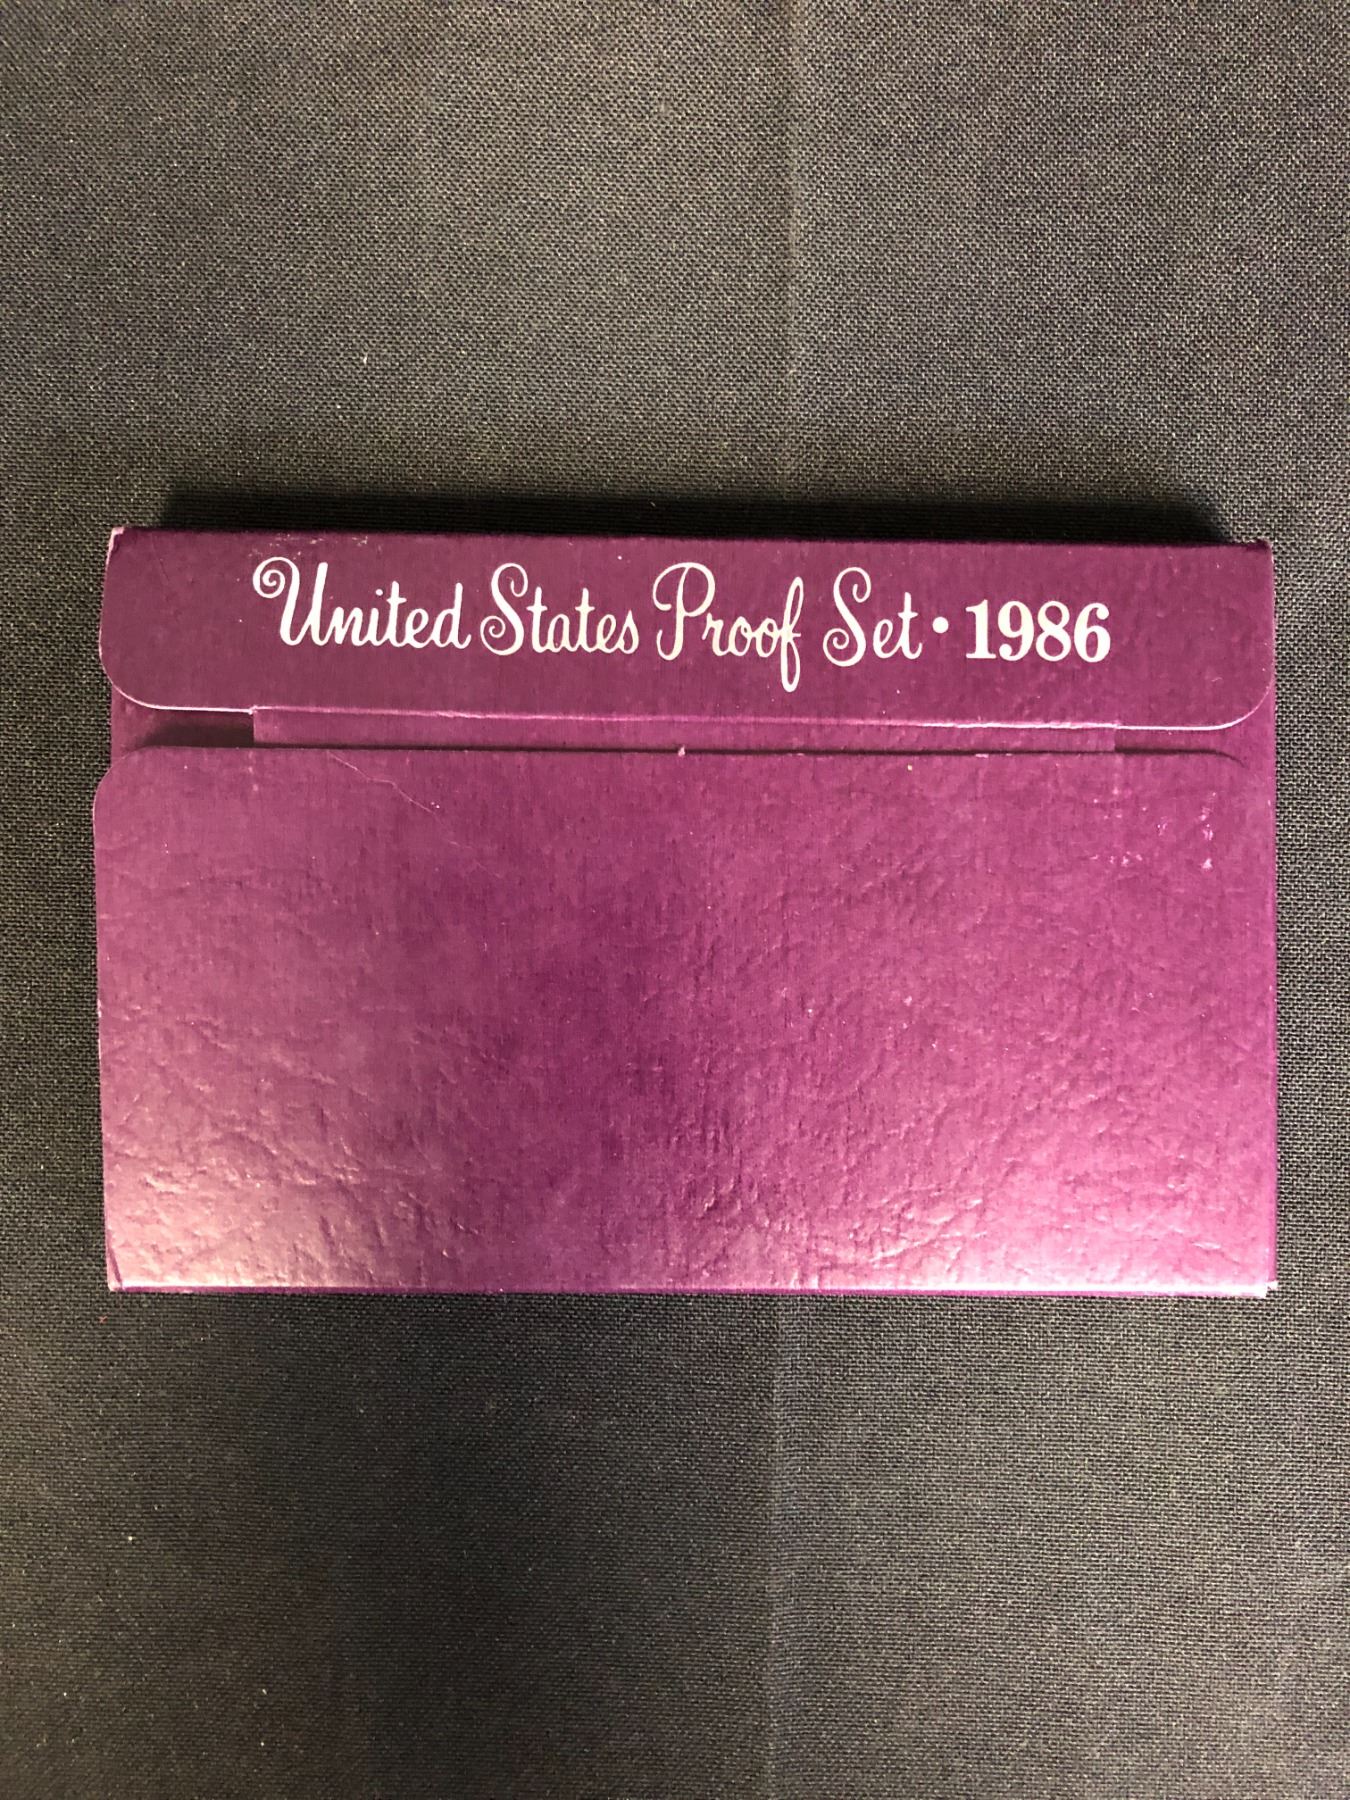 United States Proof Set • 1986